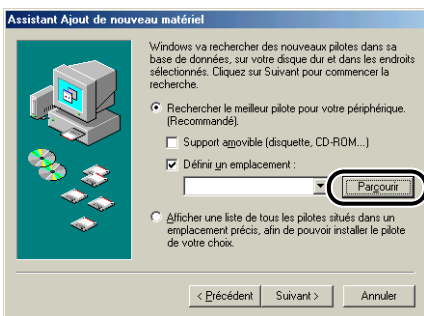 Assistant Ajout de nouveau matériel
Windows va rechercher des nouveaux pilotes dans sa
base de données, sur votre disque dur et dans les endroits
sélectionnés. Cliquez sur Suivant pour commencer la
recherche.
Rechercher le meilleur pilote pour votre périphérique.
(Recommandé).
Support amovible (disquette, CD-ROM...)
Définir un emplacement :
Parcourir
Afficher une liste de tous les pilotes situés dans un
emplacement précis, afin de pouvoir installer le pilote
de votre choix.
< Précédent Suivant > Annuler